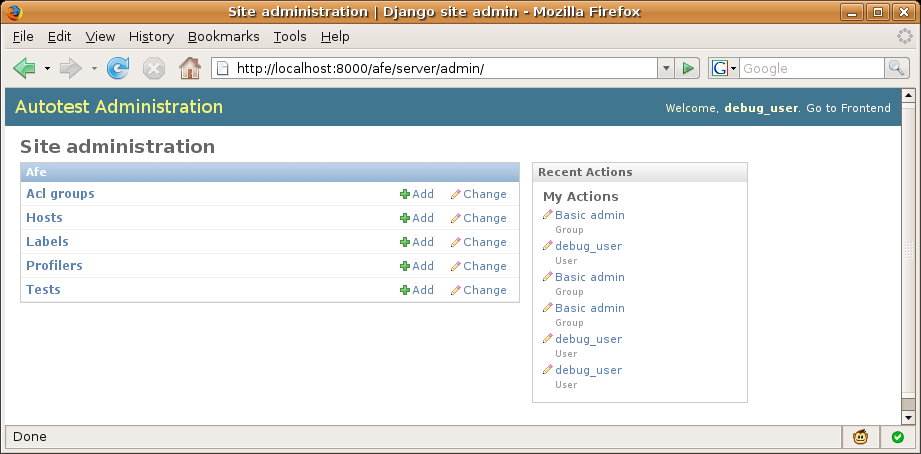 Site administration | Django site admin - Mozilla Firefox
File Edit View History Bookmarks Tools Help
http://localhost:8000/afe/server/admin/ G Google
Autotest Administration Welcome, debug_user. Go to Frontend
Site administration
Afe
Acl groups Add Change
Hosts Add Change
Labels Add Change
Profilers Add Change
Tests Add Change
Recent Actions
My Actions
Basic admin
Group
debug_user
User
Basic admin
Group
Basic admin
Group
debug_user
User
debug_user
User
Done